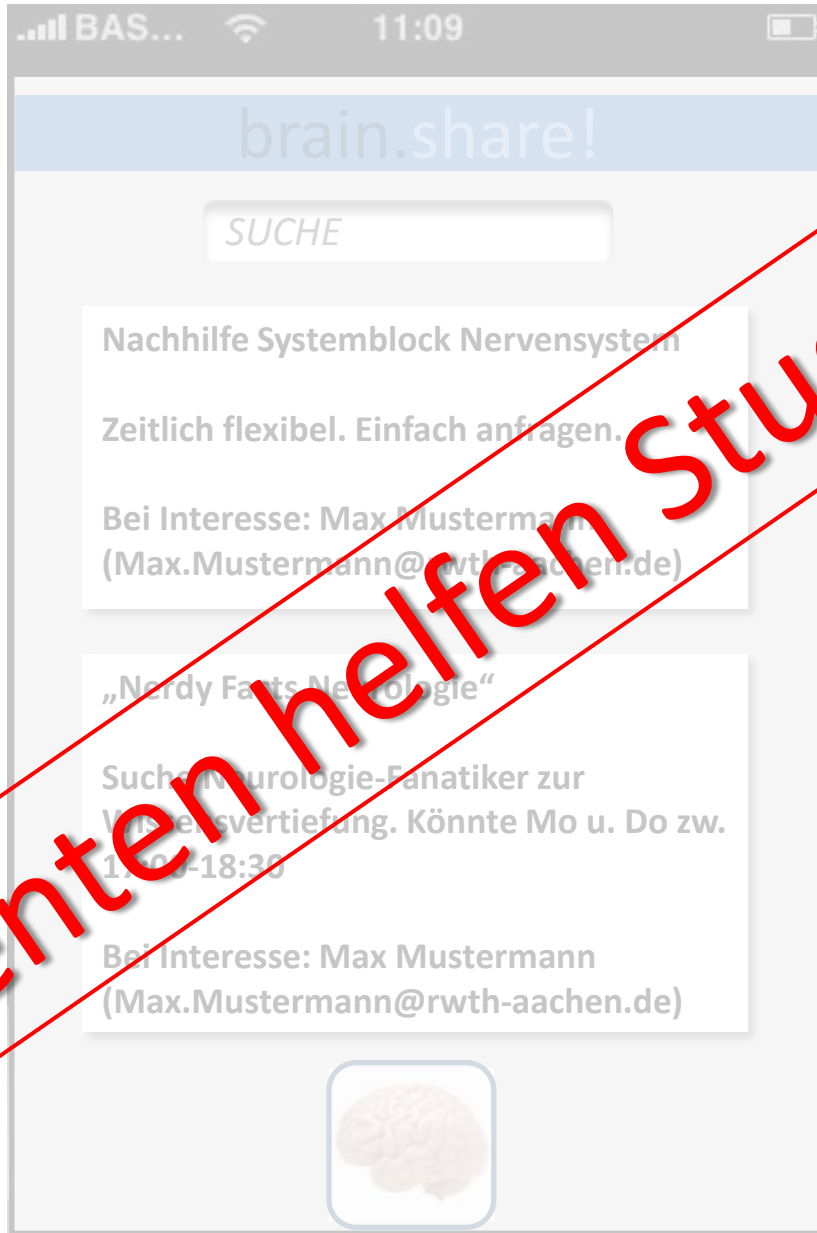 BAS... 11:09
brain.share!
SUCHE
Nachhilfe Systemblock Nervensystem
Zeitlich flexibel. Einfach anfragen.
Bei Interesse: Max Mustermann
(Max.Mustermann@rwth-aachen.de)
„Nerdy Facts Neurologie“
Suche Neurologie-Fanatiker zur
Wissensvertiefung. Könnte Mo u. Do zw.
17:00-18:30
Bei Interesse: Max Mustermann
(Max.Mustermann@rwth-aachen.de)
helfen